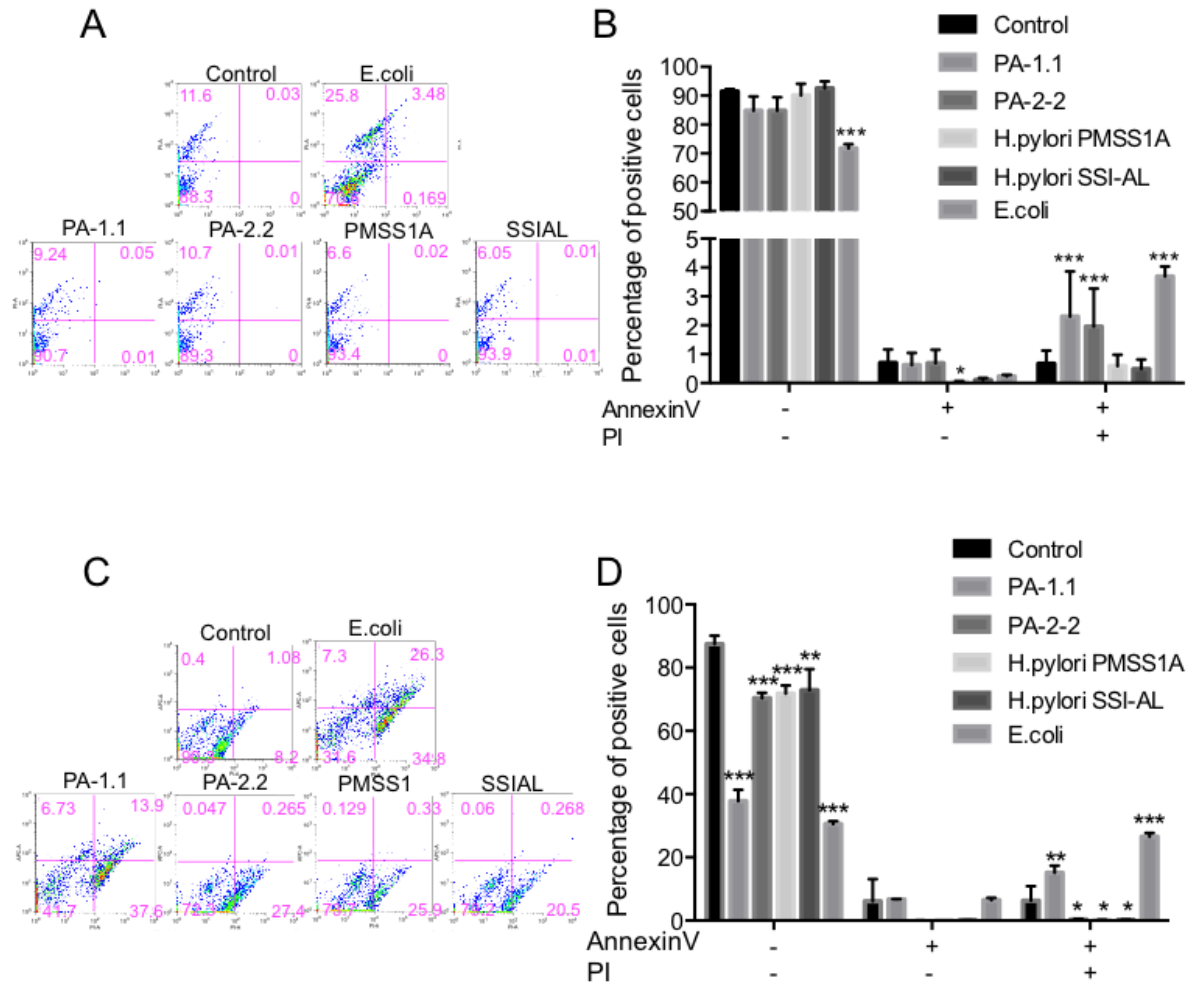 A
Control
E.coli
11.6
0.03
88.3
0
25.8
3.48
0.169
PA-1.1
PA-2.2
PMSS1A
SSIAL
9.24
0.05
90.7
0.01
10.7
0.01
89.3
0
6.6
0.02
93.4
0
6.05
0.01
93.9
0.01
B
Control
PA-1.1
PA-2-2
H.pylori PMSS1A
H.pylori SSI-AL
E.coli
Percentage of positive cells
100
90
80
70
60
50
5
4
3
2
1
0
***
*
***
***
***
AnnexinV
- + +
PI
- - +
C
Control
E.coli
0.4
1.08
8.2
7.3
26.3
31.6
34.8
PA-1.1
PA-2.2
PMSS1
SSIAL
6.73
13.9
41.7
37.6
0.047
0.265
27.4
0.129
0.33
25.9
0.06
0.268
20.5
D
Control
PA-1.1
PA-2-2
H.pylori PMSS1A
H.pylori SSI-AL
E.coli
Percentage of positive cells
100
80
60
40
20
0
***
***
***
**
***
**
*
*
*
***
AnnexinV
- + +
PI
- - +